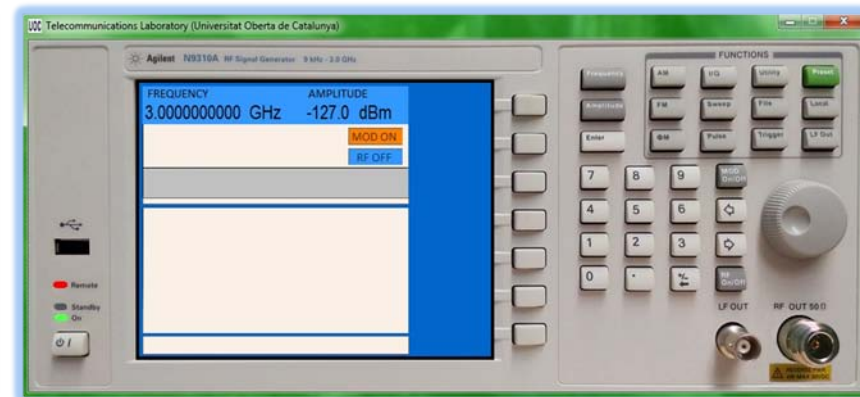 UOC Telecommunications Laboratory (Universitat Oberta de Catalunya)
Agilent N9310A RF Signal Generator 9 kHz - 3.0 GHz
FREQUENCY AMPLITUDE
3.0000000000 GHz -127.0 dBm
MOD ON
RF OFF
FUNCTIONS
Frequency AM I/Q Utility Preset
Amplitude FM Sweep File Local
Enter ΦM Pulse Trigger LF Out
7 8 9 MOD On/Off
4 5 6
1 2 3
0 . +/- RF On/Off
Remote
Standby
On
LF OUT RF OUT 50 Ω